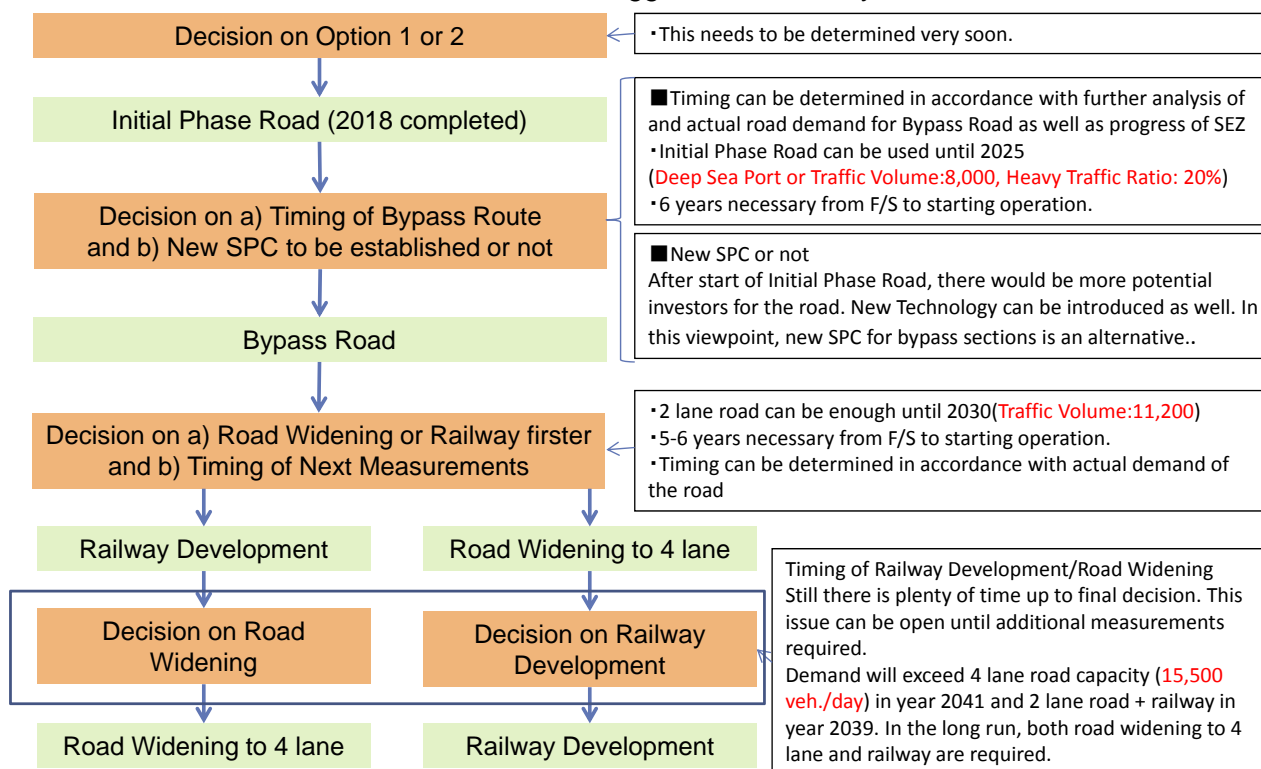 Decision on Option 1 or 2
・This needs to be determined very soon.
Initial Phase Road (2018 completed)
■Timing can be determined in accordance with further analysis of
and actual road demand for Bypass Road as well as progress of SEZ
・Initial Phase Road can be used until 2025
(Deep Sea Port or Traffic Volume:8,000, Heavy Traffic Ratio: 20%)
・6 years necessary from F/S to starting operation.
Decision on a) Timing of Bypass Route
and b) New SPC to be established or not
■New SPC or not
After start of Initial Phase Road, there would be more potential
investors for the road. New Technology can be introduced as well. In
this viewpoint, new SPC for bypass sections is an alternative..
Bypass Road
Decision on a) Road Widening or Railway firster
and b) Timing of Next Measurements
・2 lane road can be enough until 2030(Traffic Volume:11,200)
・5-6 years necessary from F/S to starting operation.
・Timing can be determined in accordance with actual demand of
the road
Railway Development
Road Widening to 4 lane
Decision on Road
Widening
Decision on Railway
Development
Timing of Railway Development/Road Widening
Still there is plenty of time up to final decision. This
issue can be open until additional measurements
required.
Demand will exceed 4 lane road capacity (15,500
veh./day) in year 2041 and 2 lane road + railway in
year 2039. In the long run, both road widening to 4
lane and railway are required.
Road Widening to 4 lane
Railway Development